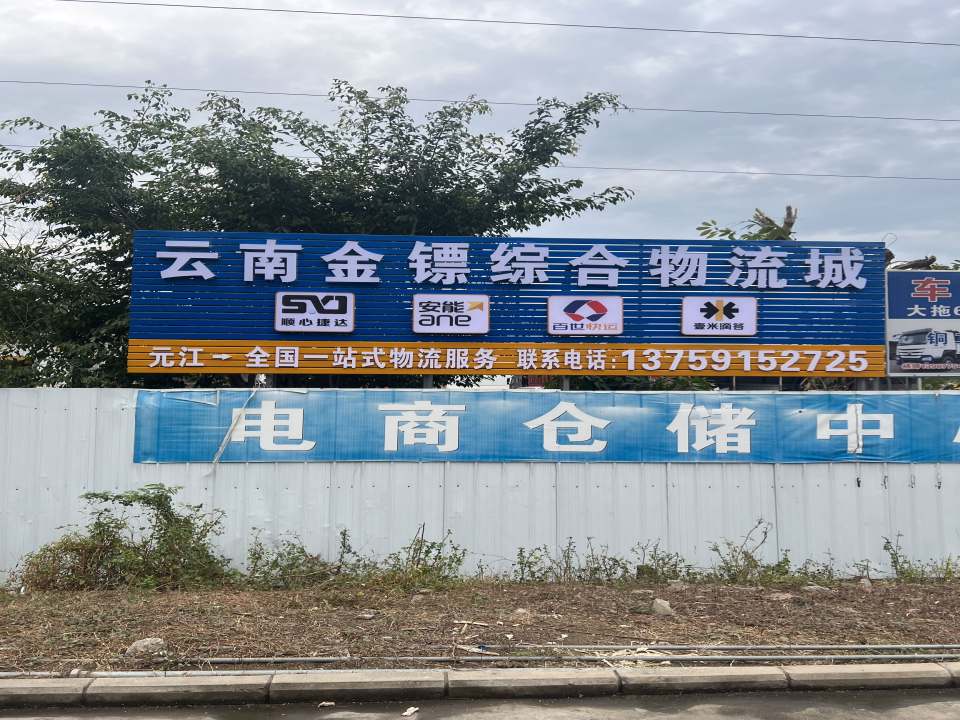 云南金镖综合物流城
SXJD 顺心捷达
安能 ane
百世快运
壹米滴答
元江→全国一站式物流服务 联系电话:13759152725
车
大拖6
铜
电商仓储中